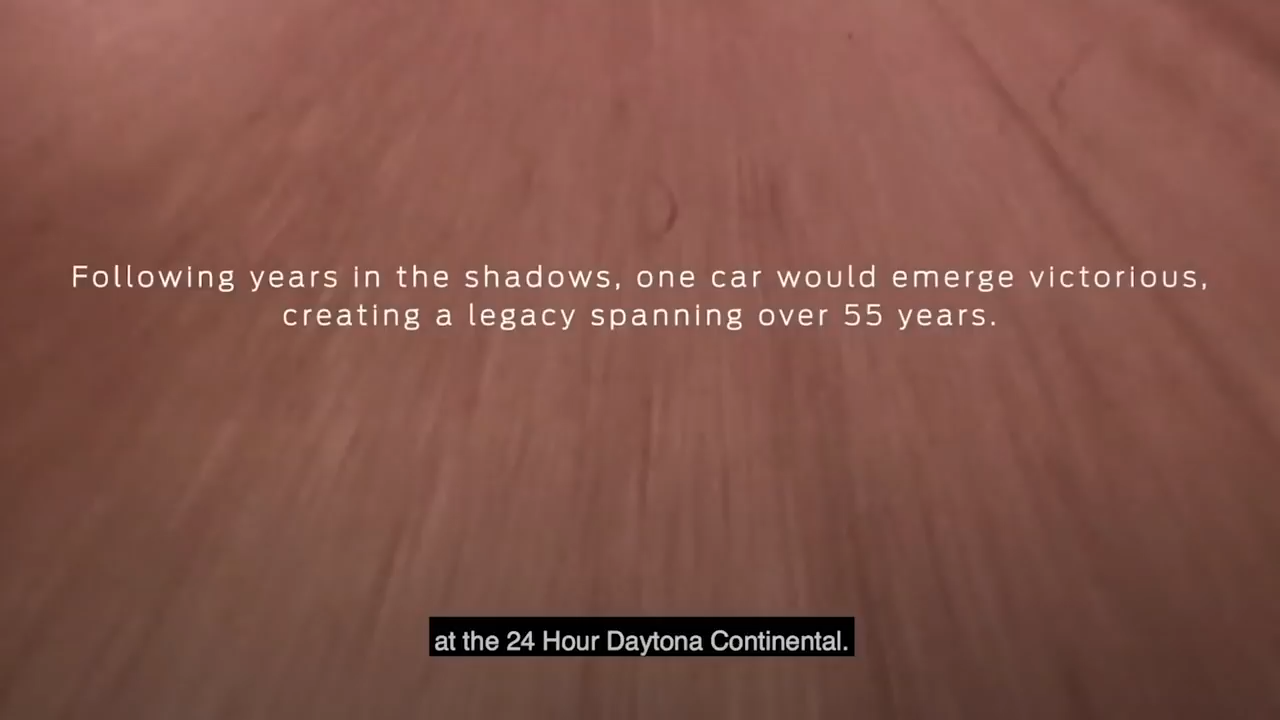 Following years in the shadows, one car would emerge victorious,
creating a legacy spanning over 55 years.
at the 24 Hour Daytona Continental.